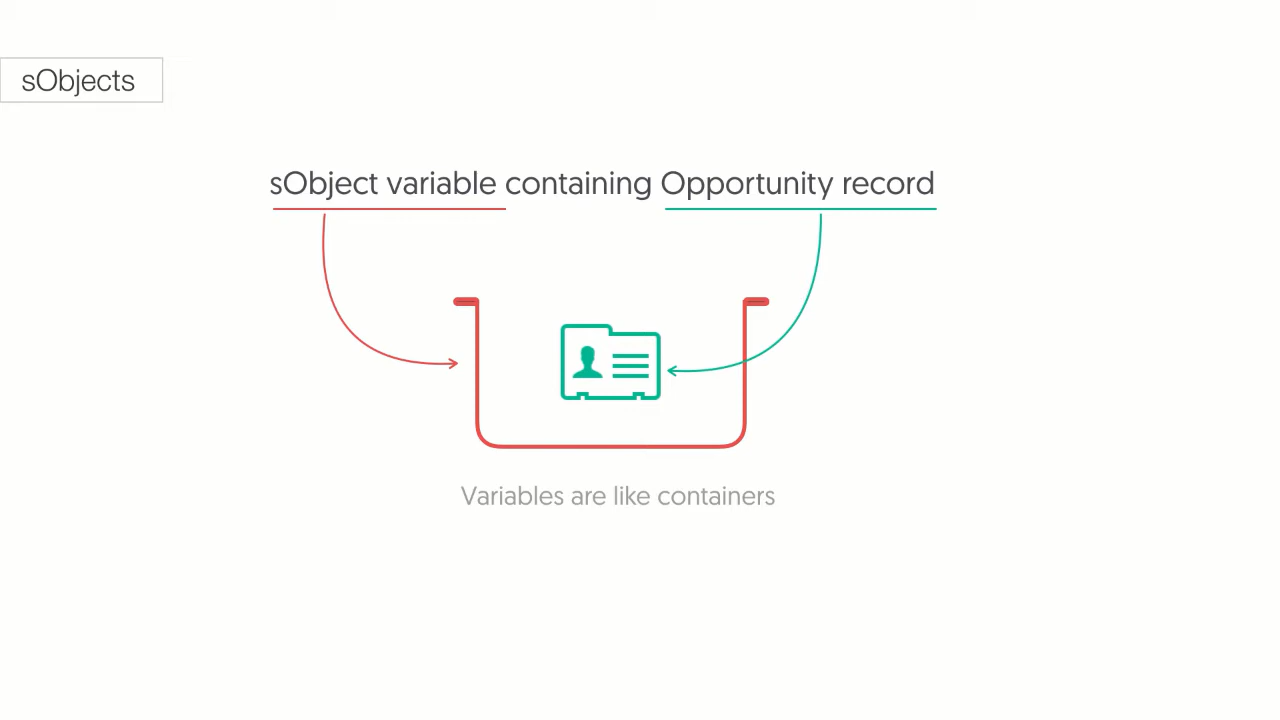 sObjects
sObject variable containing Opportunity record
Variables are like containers